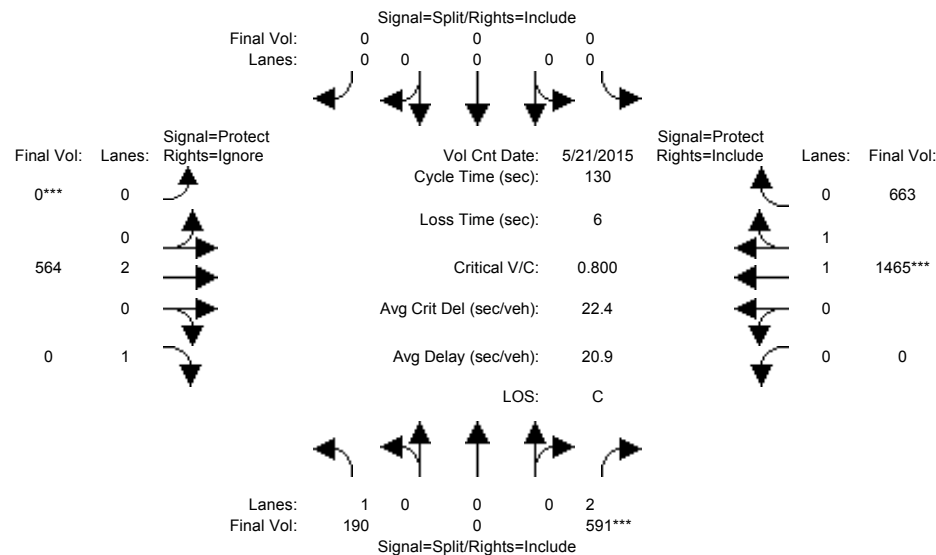 Signal=Split/Rights=Include
Final Vol: 0 0 0
Lanes: 0 0 0 0 0
Signal=Protect Signal=Protect
Final Vol: Lanes: Rights=Ignore Vol Cnt Date: 5/21/2015 Rights=Include Lanes: Final Vol:
Cycle Time (sec): 130
0*** 0 0 663
Loss Time (sec): 6
0 1
564 2 Critical V/C: 0.800 1 1465***
0 Avg Crit Del (sec/veh): 22.4 0
0 1 Avg Delay (sec/veh): 20.9 0 0
LOS: C
Lanes: 1 0 0 0 2
Final Vol: 190 0 591***
Signal=Split/Rights=Include